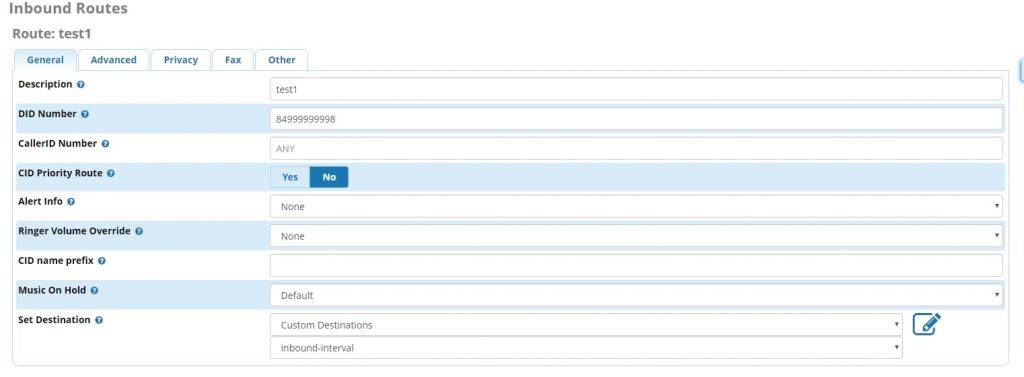 Inbound Routes
Route: test1
General Advanced Privacy Fax Other
Description test1
DID Number 84999999998
CallerID Number ANY
CID Priority Route Yes No
Alert Info None
Ringer Volume Override None
CID name prefix
Music On Hold Default
Set Destination Custom Destinations
inbound-interval